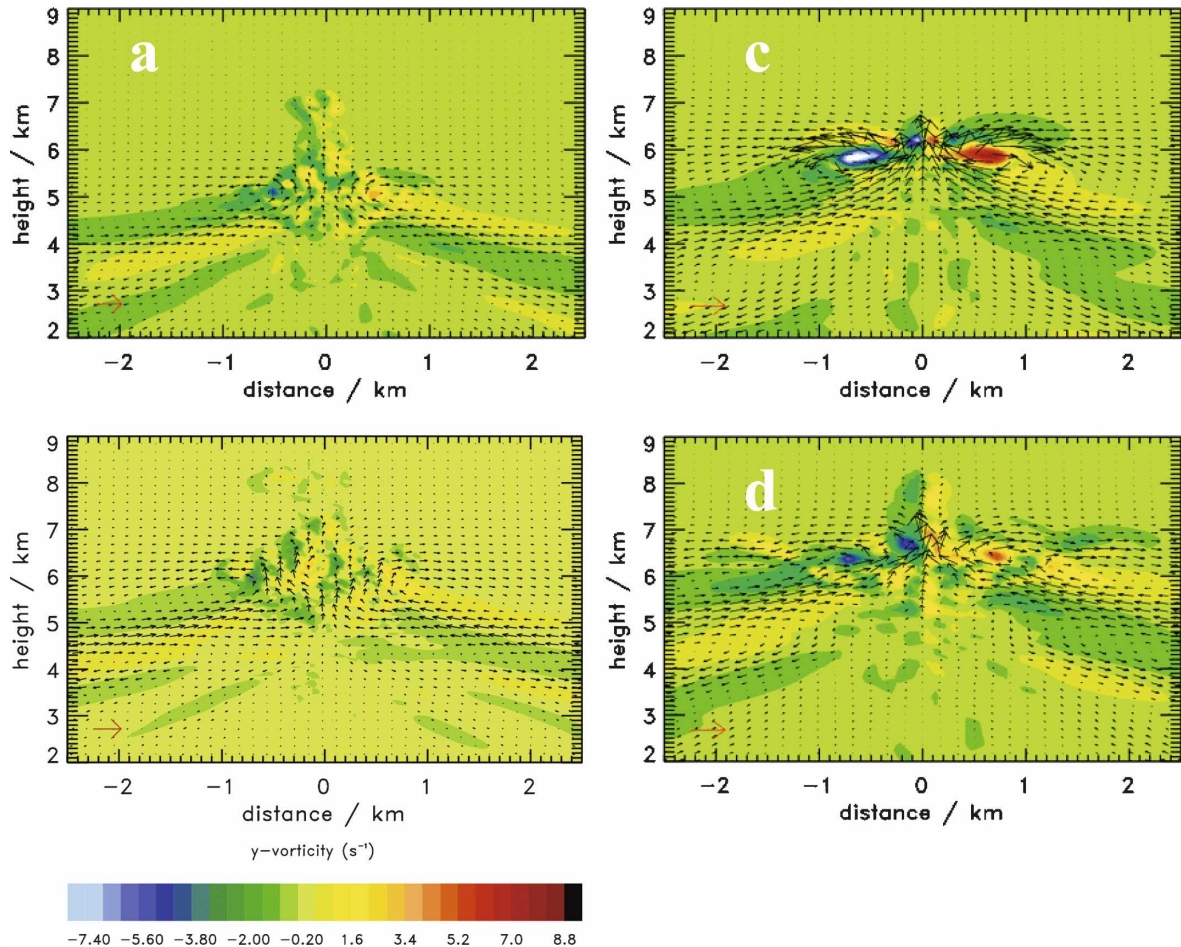 a
9
8
7
6
5
4
3
2
height / km
−2 −1 0 1 2
distance / km
c
9
8
7
6
5
4
3
2
height / km
−2 −1 0 1 2
distance / km
9
8
7
6
5
4
3
2
height / km
−2 −1 0 1 2
distance / km
d
9
8
7
6
5
4
3
2
height / km
−2 −1 0 1 2
distance / km
y−vorticity (s⁻¹)
−7.40 −5.60 −3.80 −2.00 −0.20 1.6 3.4 5.2 7.0 8.8